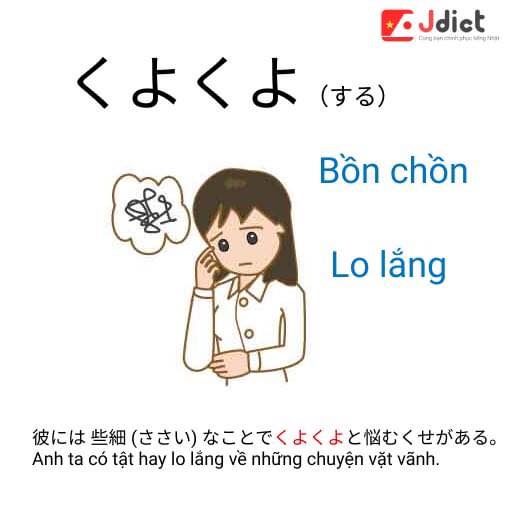 Jdict
Cùng bạn chinh phục tiếng Nhật
くよくよ (する)
Bồn chồn
Lo lắng
彼には 些細 (ささい) なことでくよくよと悩むくせがある。
Anh ta có tật hay lo lắng về những chuyện vặt vãnh.